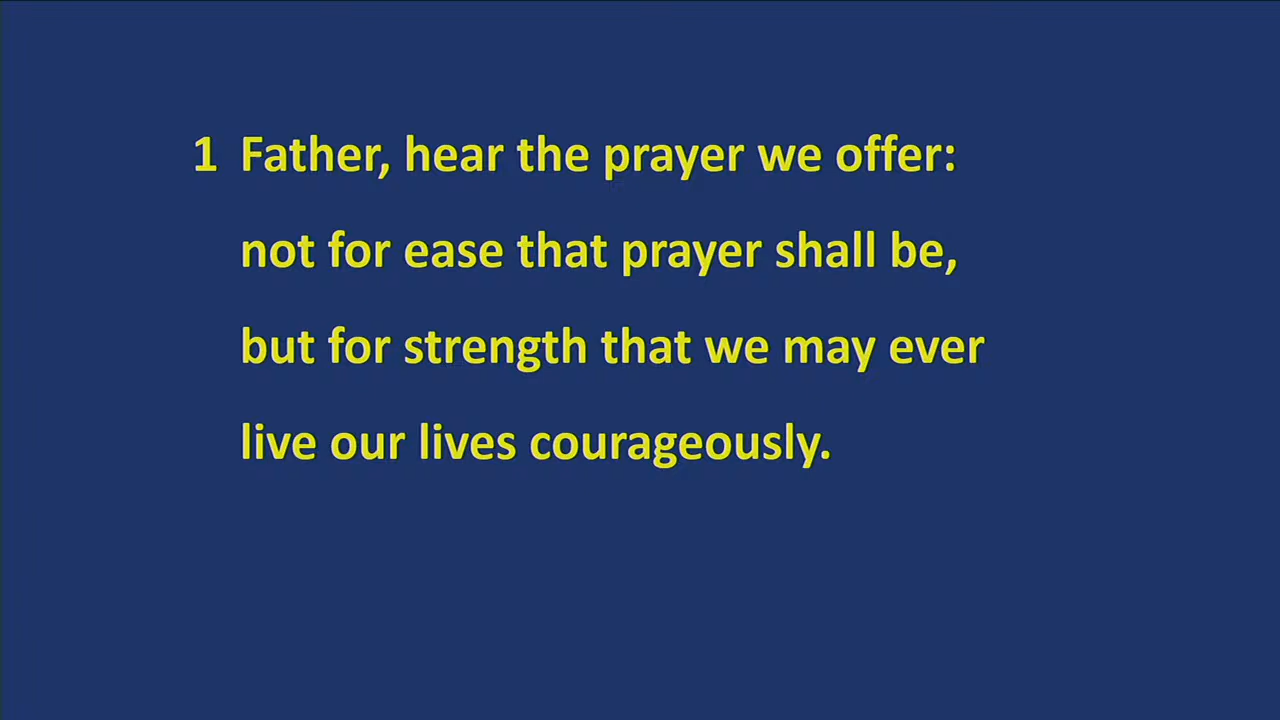 1 Father, hear the prayer we offer:
not for ease that prayer shall be,
but for strength that we may ever
live our lives courageously.